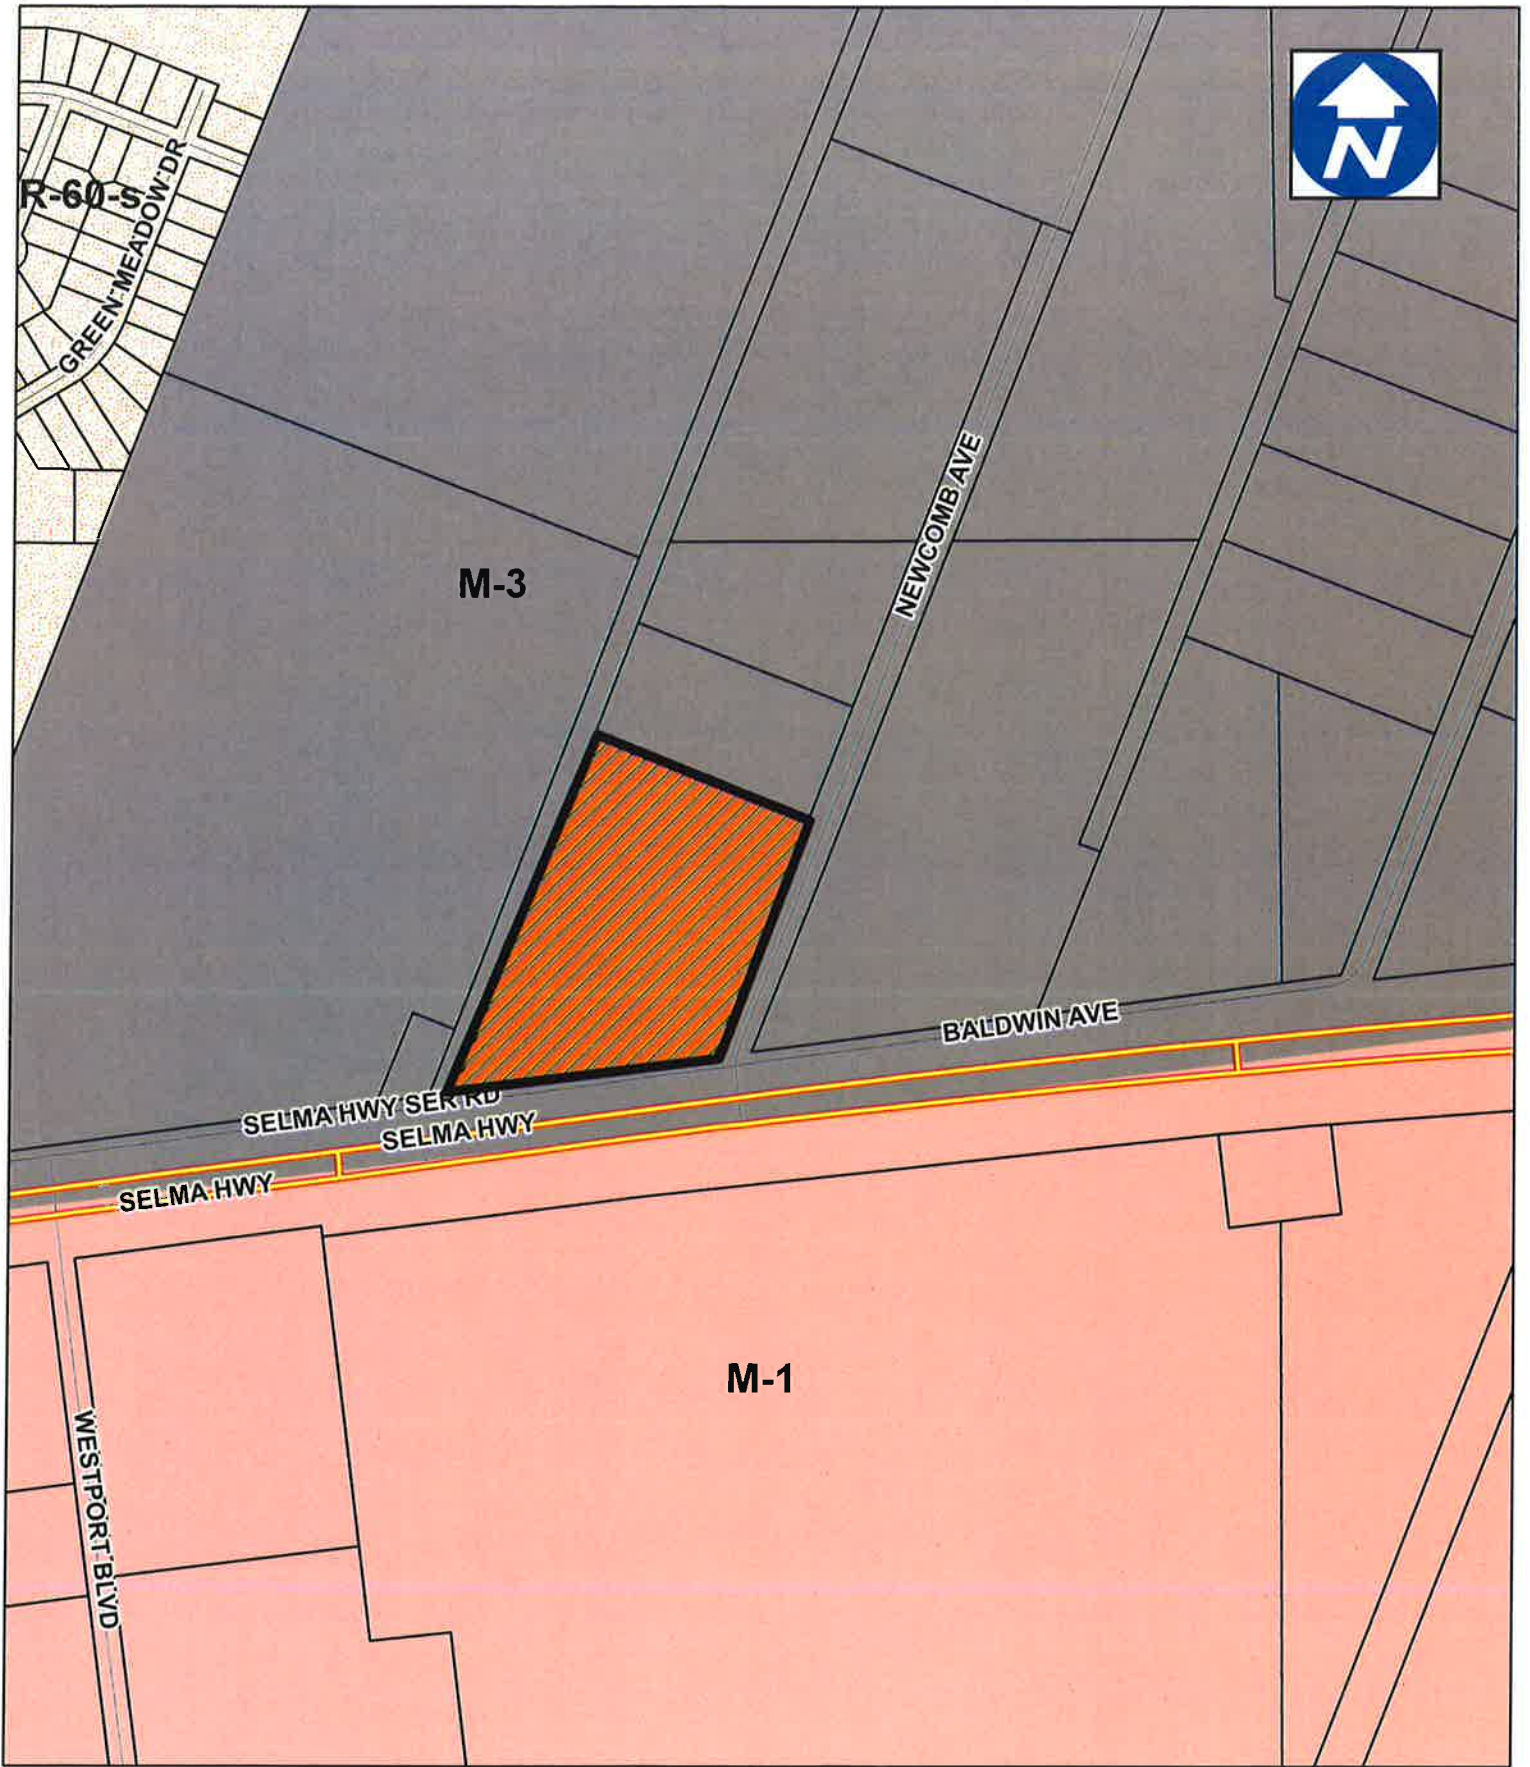 N
R-60-s
GREEN MEADOW DR
NEWCOMB AVE
M-3
BALDWIN AVE
SELMA HWY SER RD
SELMA HWY
SELMA HWY
M-1
WESTPORT BLVD